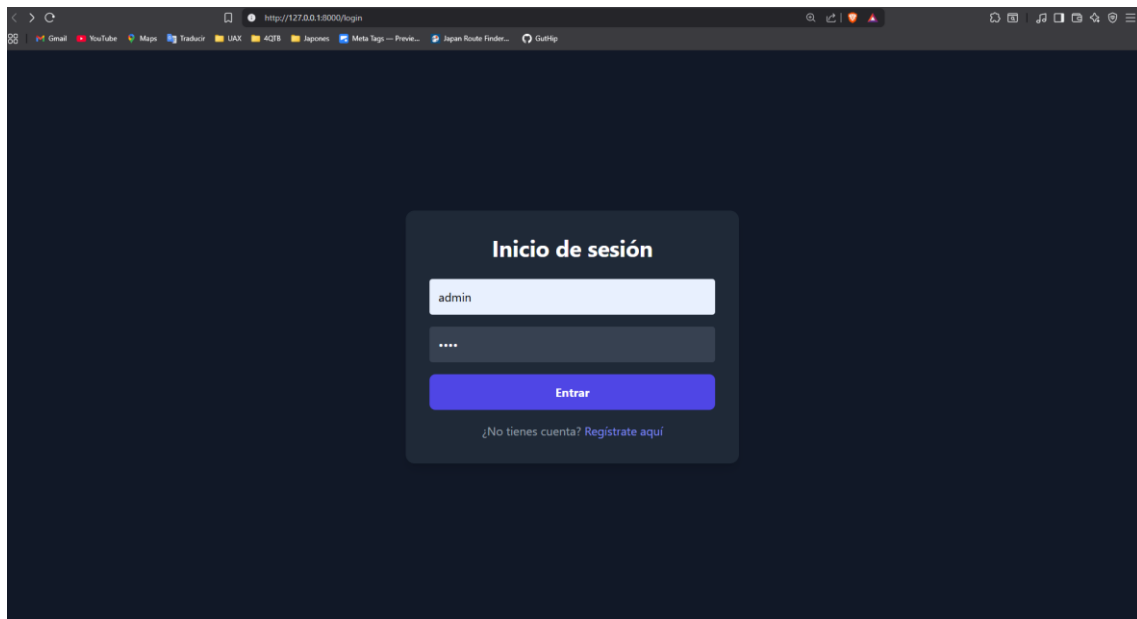 http://127.0.0.1:8000/login
Gmail YouTube Maps Traducir UAX 4QTB Japones Meta Tags — Previe... Japan Route Finder... GutHip
Inicio de sesión
admin
••••
Entrar
¿No tienes cuenta? Regístrate aquí